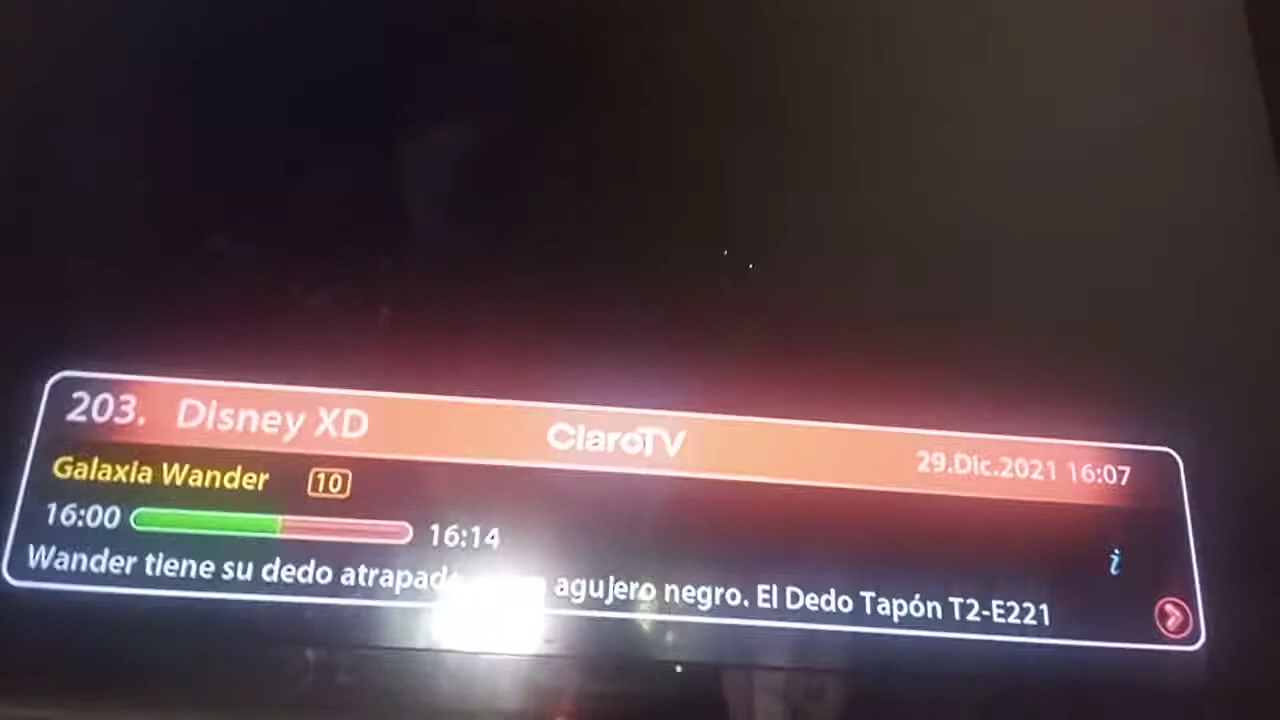 203. Disney XD ClaroTV 29.Dic.2021 16:07
Galaxia Wander 10
16:00 16:14
Wander tiene su dedo atrapado agujero negro. El Dedo Tapón T2-E221
i